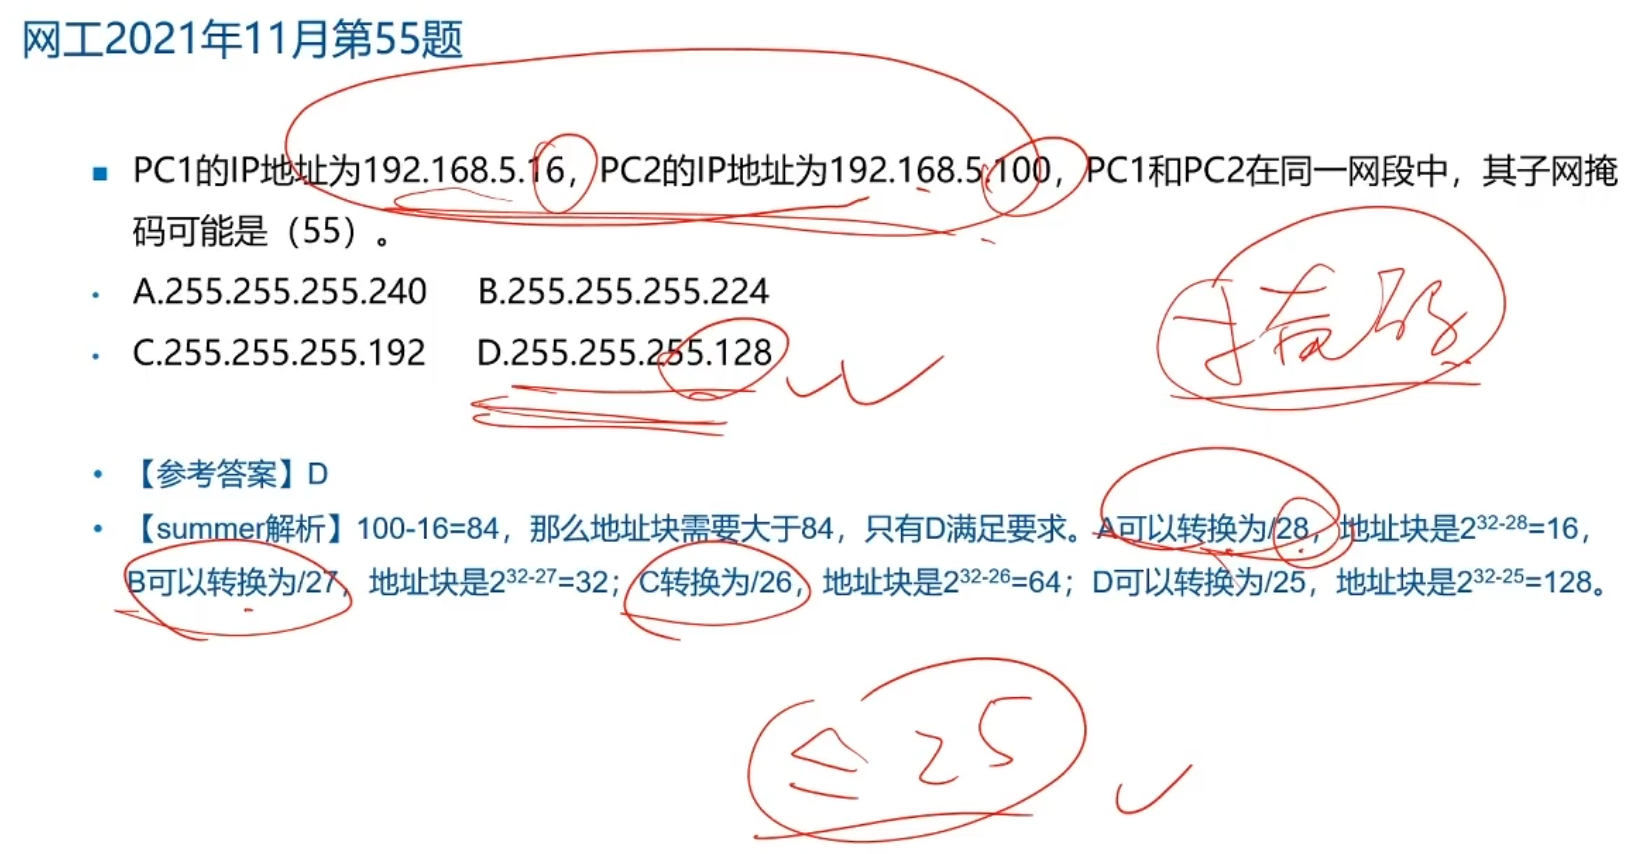 网工2021年11月第55题
PC1的IP地址为192.168.5.16，PC2的IP地址为192.168.5.100，PC1和PC2在同一网段中，其子网掩
码可能是（55）。
A.255.255.255.240 B.255.255.255.224
C.255.255.255.192 D.255.255.255.128
子掩码
【参考答案】D
【summer解析】100-16=84，那么地址块需要大于84，只有D满足要求。A可以转换为/28，地址块是2³²⁻²⁸=16，
B可以转换为/27，地址块是2³²⁻²⁷=32；C转换为/26，地址块是2³²⁻²⁶=64；D可以转换为/25，地址块是2³²⁻²⁵=128。
≤25